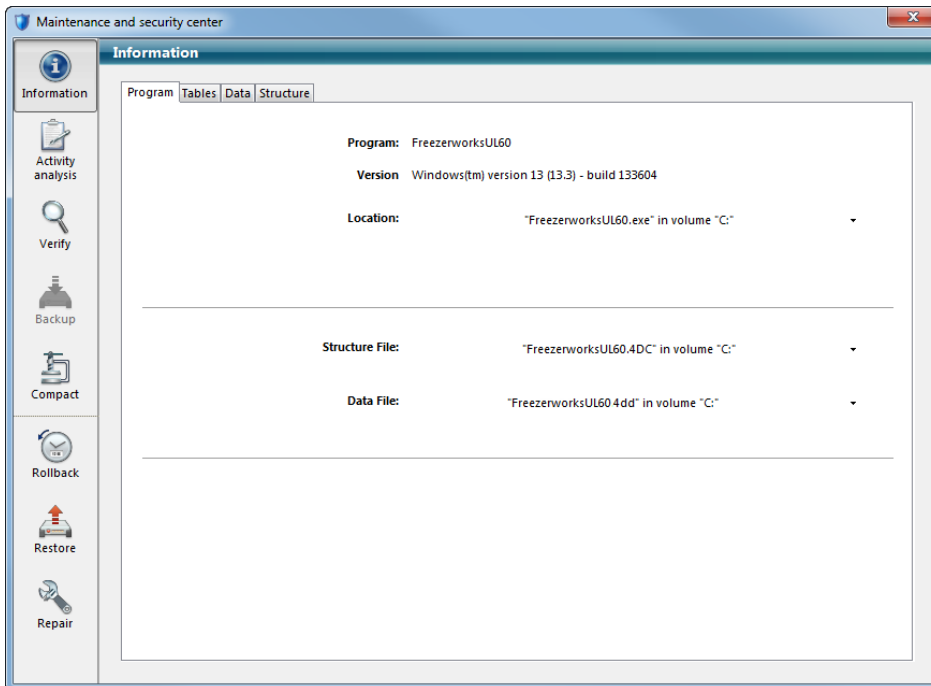 Maintenance and security center
Information
Information
Program Tables Data Structure
Program: FreezerworksUL60
Version Windows(tm) version 13 (13.3) - build 133604
Location: "FreezerworksUL60.exe" in volume "C:"
Structure File: "FreezerworksUL60.4DC" in volume "C:"
Data File: "FreezerworksUL60 4dd" in volume "C:"
Activity
analysis
Verify
Backup
Compact
Rollback
Restore
Repair